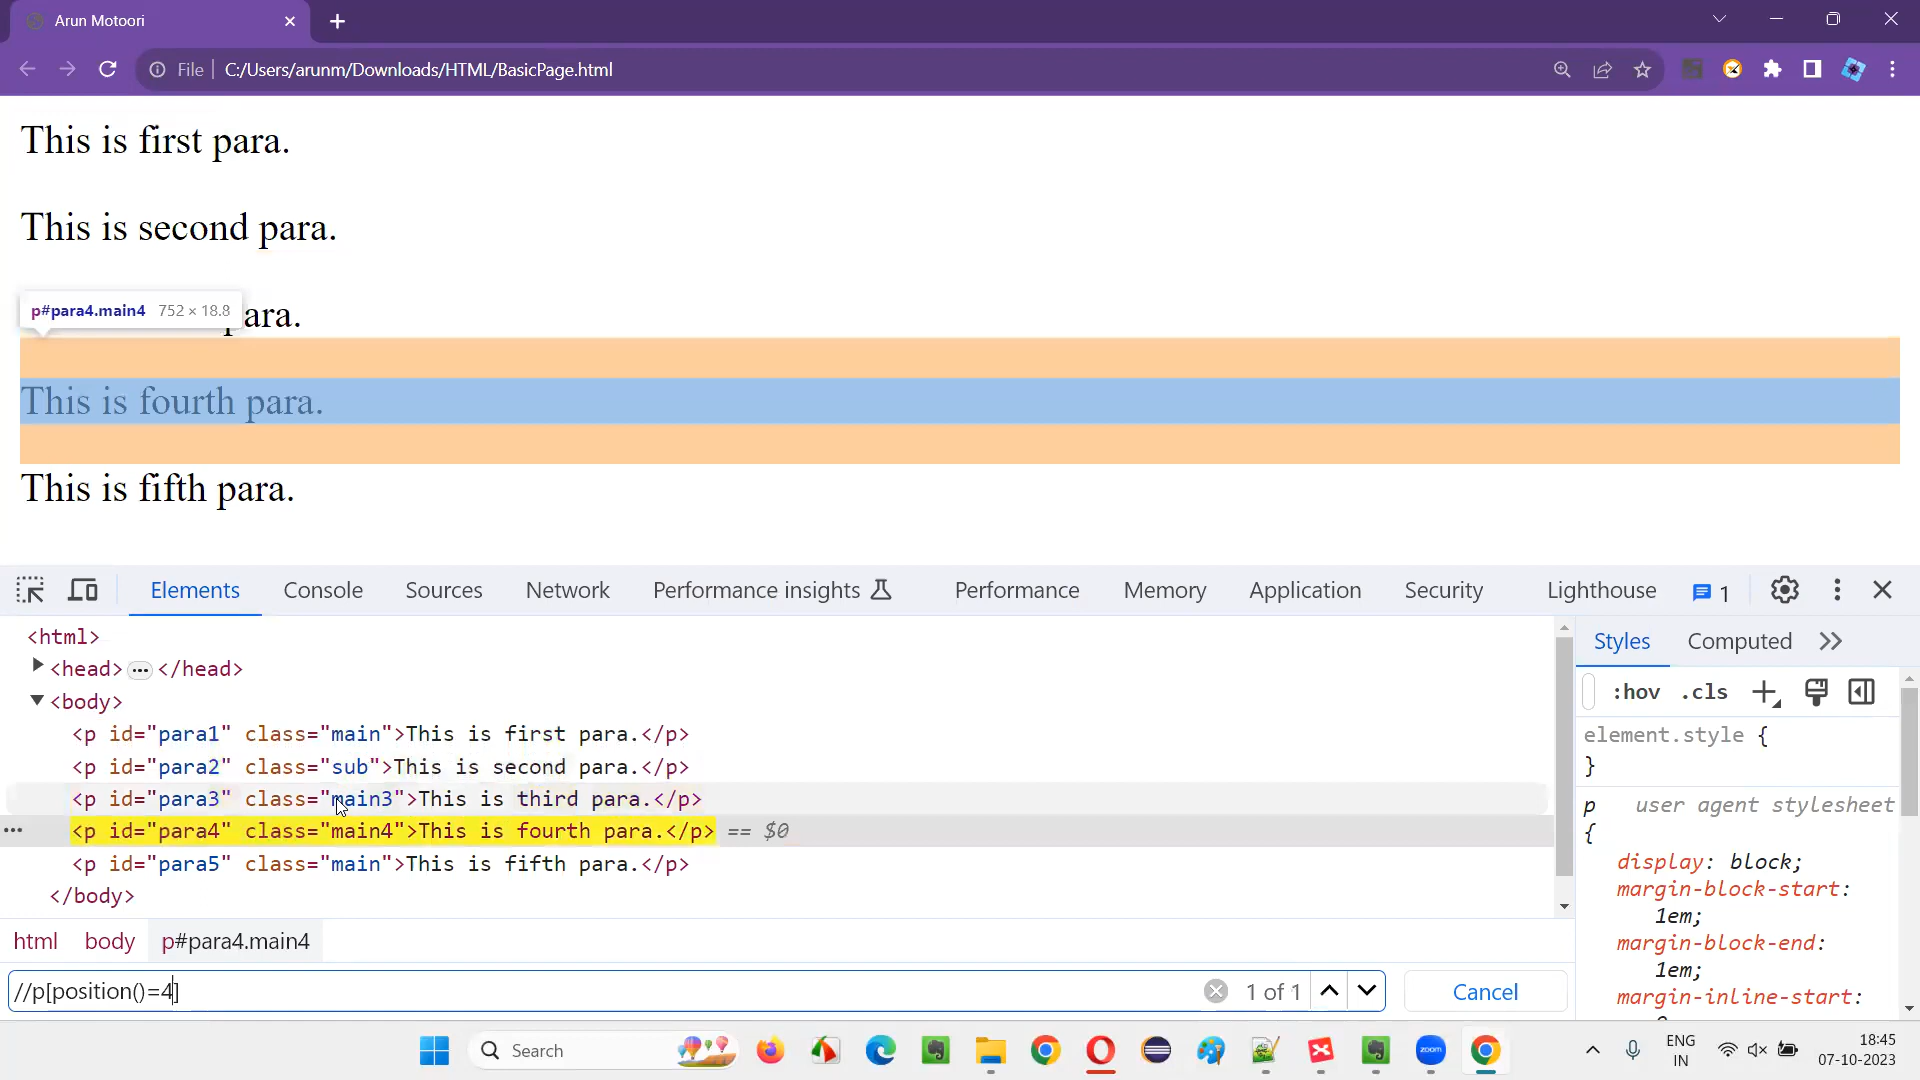 Arun Motoori
File
C:/Users/arunm/Downloads/HTML/BasicPage.html
This is first para.
This is second para.
p#para4.main4 752 × 18.8
para.
This is fourth para.
This is fifth para.
Elements Console Sources Network Performance insights Performance Memory Application Security Lighthouse 1
<html>
<head> ... </head>
<body>
<p id="para1" class="main">This is first para.</p>
<p id="para2" class="sub">This is second para.</p>
<p id="para3" class="main3">This is third para.</p>
<p id="para4" class="main4">This is fourth para.</p> == $0
<p id="para5" class="main">This is fifth para.</p>
</body>
html body p#para4.main4
//p[position()=4]
1 of 1
Cancel
Styles Computed
:hov .cls
element.style {
}
p user agent stylesheet
{
display: block;
margin-block-start:
1em;
margin-block-end:
1em;
margin-inline-start:
Search
zoom
ENG
IN
18:45
07-10-2023